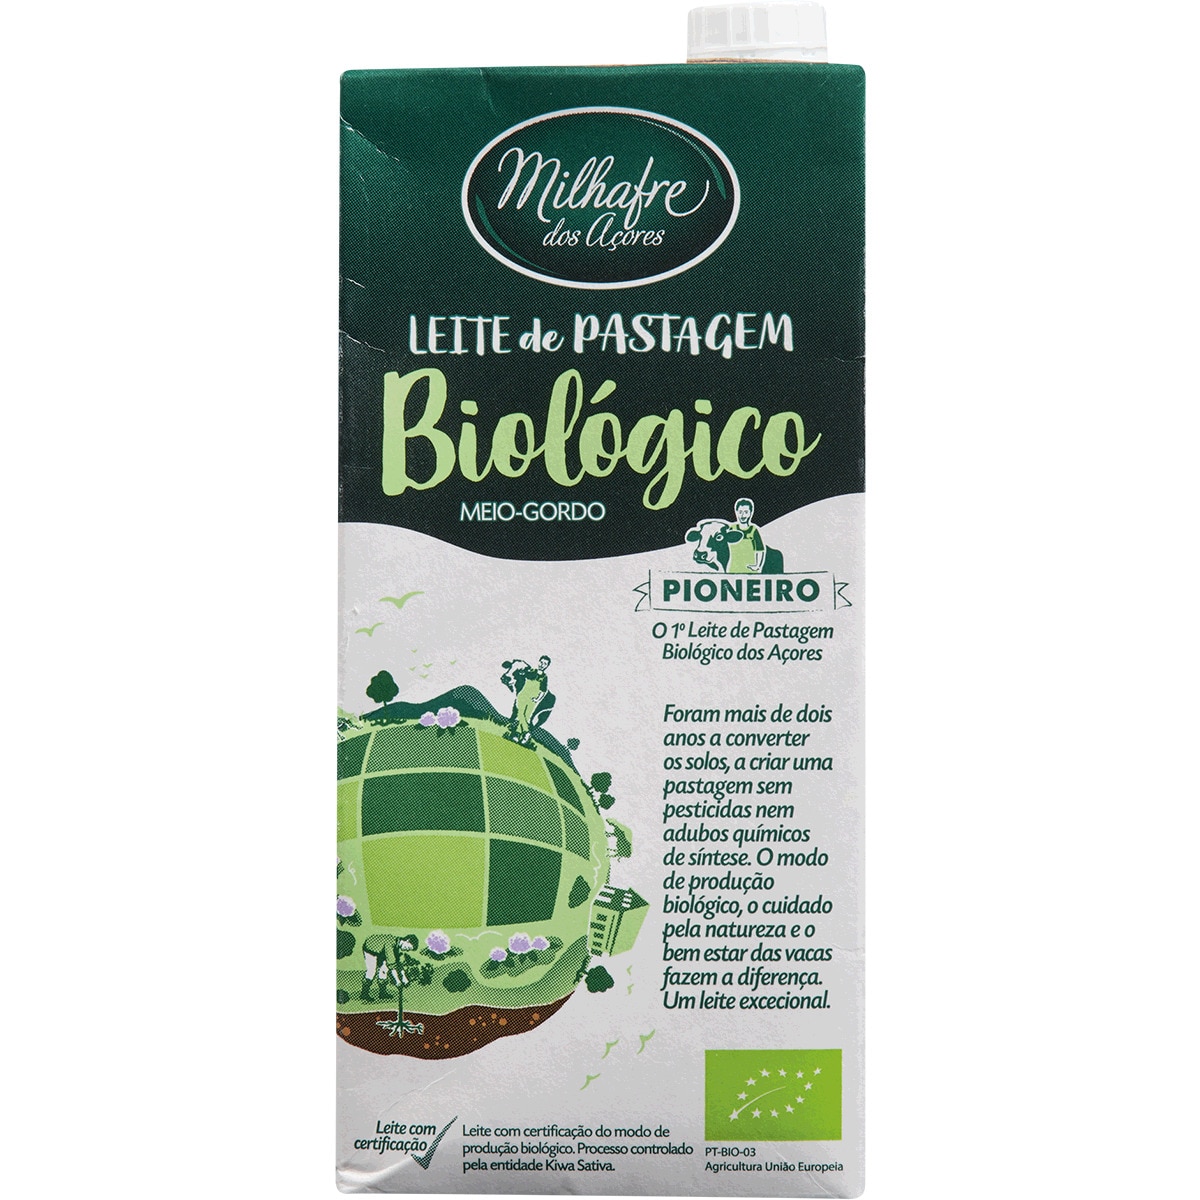 Milhafre
dos Açores
LEITE de PASTAGEM
Biológico
MEIO-GORDO
PIONEIRO
O 1º Leite de Pastagem
Biológico dos Açores
Foram mais de dois
anos a converter
os solos, a criar uma
pastagem sem
pesticidas nem
adubos químicos
de síntese. O modo
de produção
biológico, o cuidado
pela natureza e o
bem estar das vacas
fazem a diferença.
Um leite excecional.
Leite com
certificação
Leite com certificação do modo de
produção biológico. Processo controlado
pela entidade Kiwa Sativa.
PT-BIO-03
Agricultura União Europeia